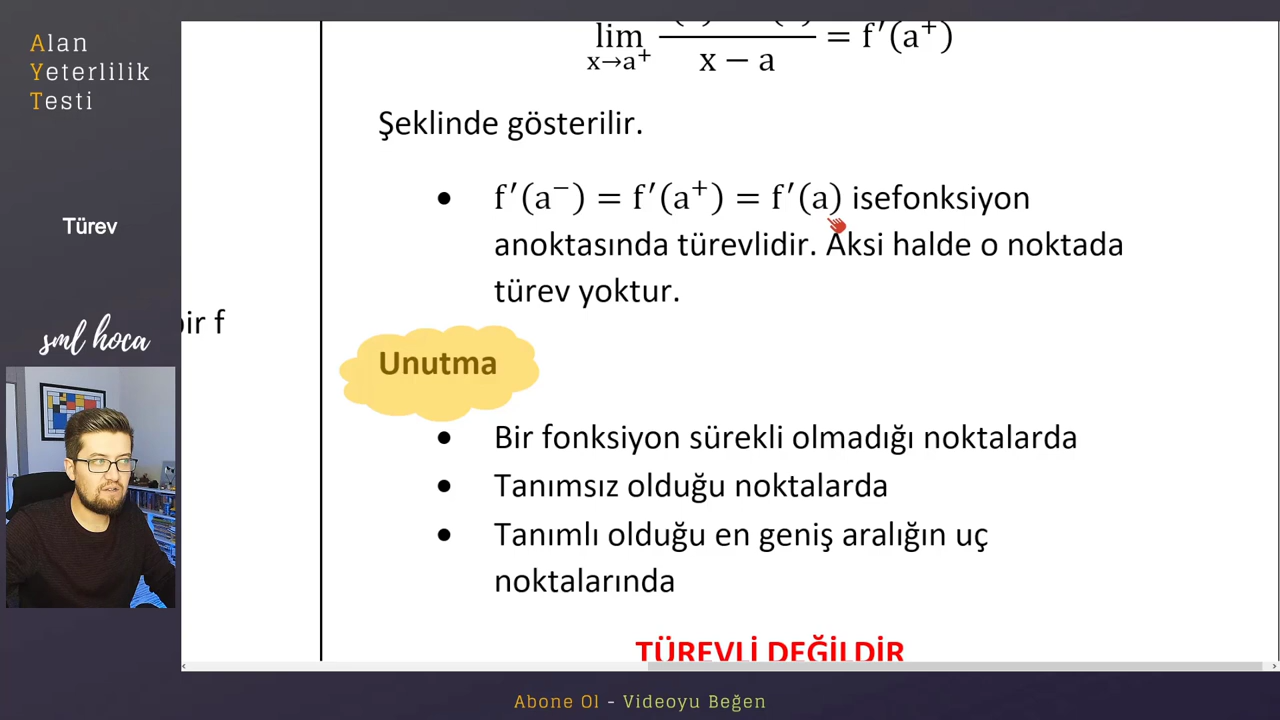 Alan
Yeterlilik
Testi
Türev
sml hoca
bir f
lim
x→a⁺
x − a
= f′(a⁺)
Şeklinde gösterilir.
• f′(a⁻) = f′(a⁺) = f′(a) isefonksiyon
anoktasında türevlidir. Aksi halde o noktada
türev yoktur.
Unutma
• Bir fonksiyon sürekli olmadığı noktalarda
• Tanımsız olduğu noktalarda
• Tanımlı olduğu en geniş aralığın uç
noktalarında
TÜREVLİ DEĞİLDİR
Abone Ol - Videoyu Beğen